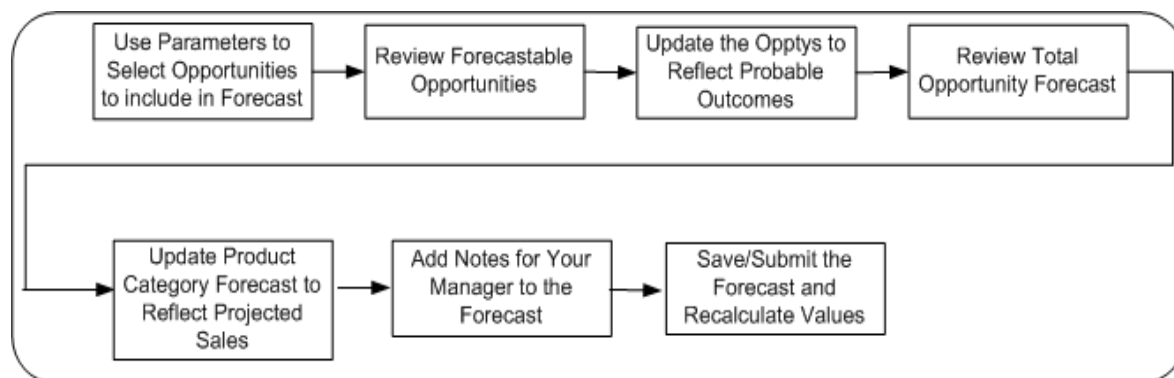 Use Parameters to
Select Opportunities
to include in Forecast
Review Forecastable
Opportunities
Update the Opptys to
Reflect Probable
Outcomes
Review Total
Opportunity Forecast
Update Product
Category Forecast to
Reflect Projected
Sales
Add Notes for Your
Manager to the
Forecast
Save/Submit the
Forecast and
Recalculate Values